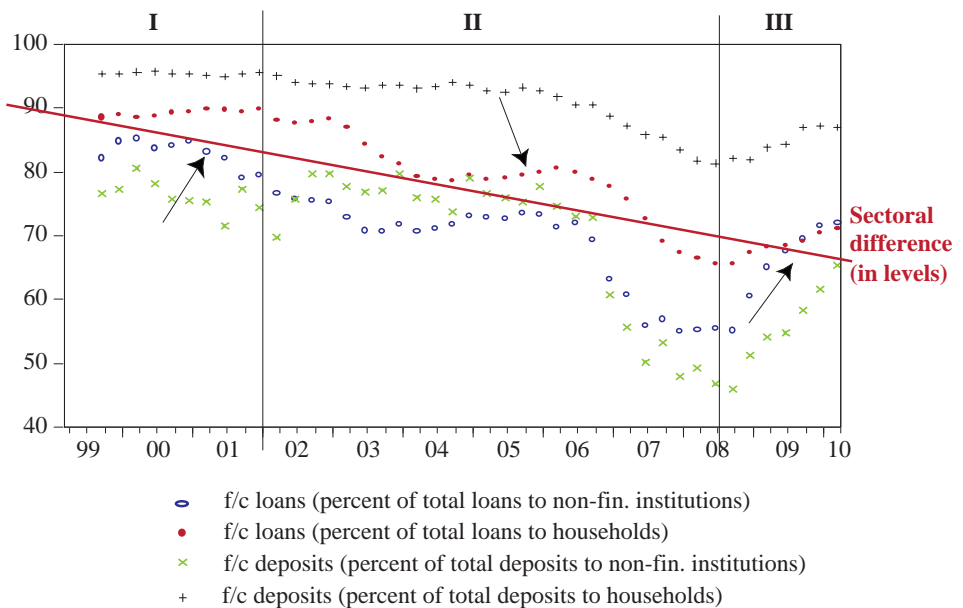 I II III
100
90
80
70
60
50
40
Sectoral
difference
(in levels)
99 00 01 02 03 04 05 06 07 08 09 10
f/c loans (percent of total loans to non-fin. institutions)
f/c loans (percent of total loans to households)
f/c deposits (percent of total deposits to non-fin. institutions)
f/c deposits (percent of total deposits to households)